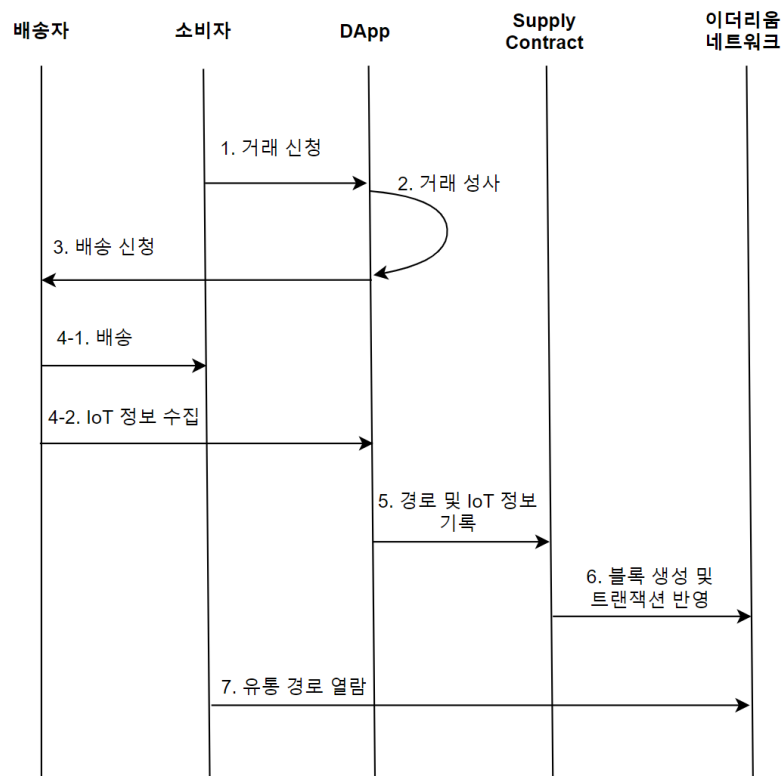 배송자
소비자
DApp
Supply
Contract
이더리움
네트워크
1. 거래 신청
2. 거래 성사
3. 배송 신청
4-1. 배송
4-2. IoT 정보 수집
5. 경로 및 IoT 정보
기록
6. 블록 생성 및
트랜잭션 반영
7. 유통 경로 열람